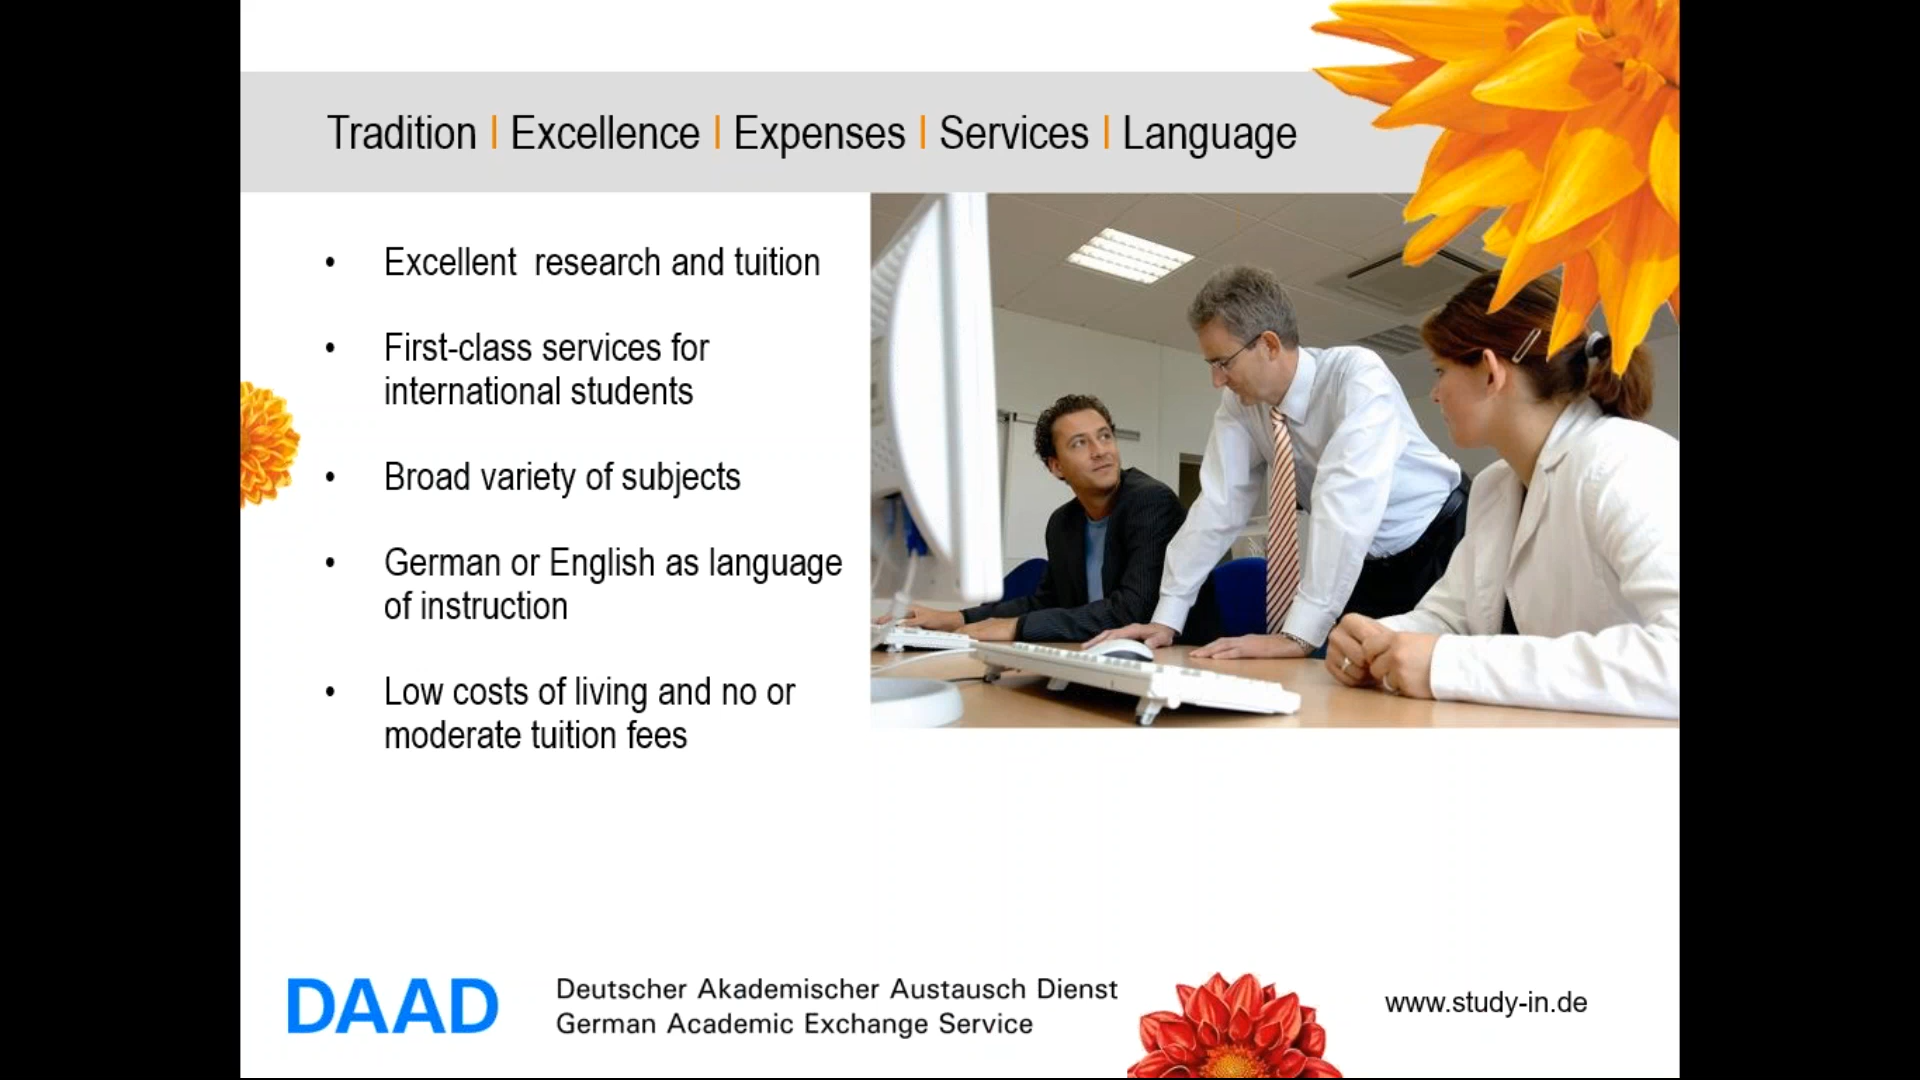 Tradition I Excellence I Expenses I Services I Language
• Excellent research and tuition
• First-class services for
international students
• Broad variety of subjects
• German or English as language
of instruction
• Low costs of living and no or
moderate tuition fees
DAAD
Deutscher Akademischer Austausch Dienst
German Academic Exchange Service
www.study-in.de